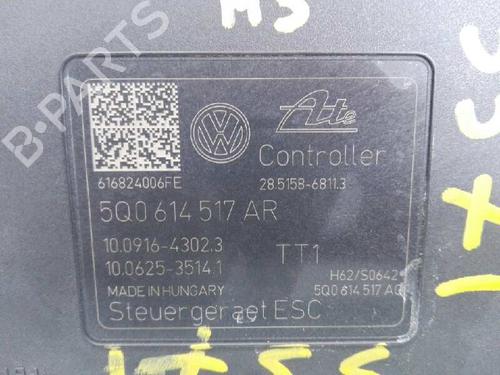 B-PARTS
Ate
Controller
616824006FE
28.5158-6811.3
5Q0 614 517 AR
10.0916-4302.3
10.0625-3514.1
TT1
H62/S0642
MADE IN HUNGARY
5Q0 614 517 AQ
Steuergeraet ESC